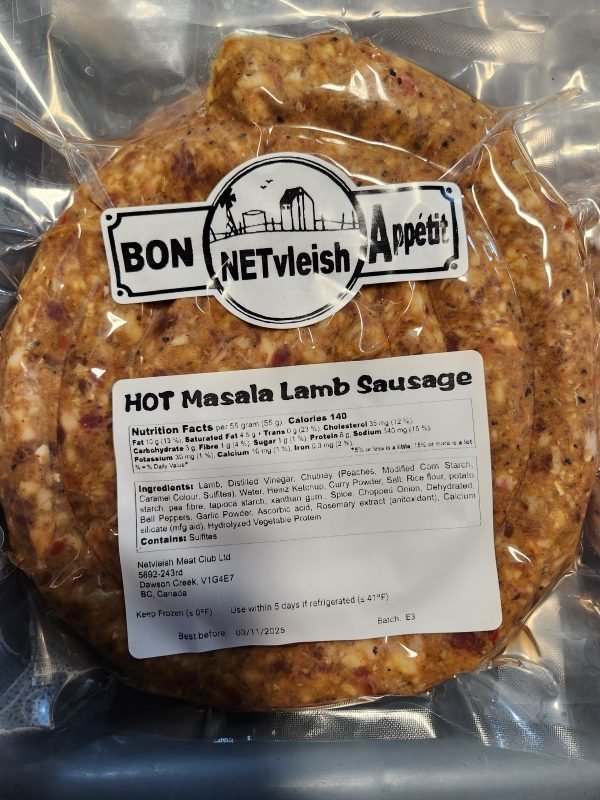 BON NETvleish Appétit
HOT Masala Lamb Sausage
Nutrition Facts per 55 gram (55 g) Calories 140
Fat 10 g (13 %), Saturated Fat 4.5 g + Trans 0 g (23 %), Cholesterol 35 mg (12 %),
Carbohydrate 3 g, Fibre 1 g (4 %), Sugar 1 g (1 %), Protein 8 g, Sodium 340 mg (15 %),
Potassium 30 mg (1 %), Calcium 10 mg (1 %), Iron 0.3 mg (2 %)
% = % Daily Value* *5% or less is a little, 15% or more is a lot
Ingredients: Lamb, Distilled Vinegar, Chutney (Peaches, Modified Corn Starch,
Caramel Colour, Sulfites), Water, Heinz Ketchup, Curry Powder, Salt, Rice flour, potato
starch, pea fibre, tapioca starch, xanthan gum, Spice, Chopped Onion, Dehydrated
Bell Peppers, Garlic Powder, Ascorbic acid, Rosemary extract (antioxidant), Calcium
silicate (mfg aid), Hydrolyzed Vegetable Protein
Contains: Sulfites
Netvleish Meat Club Ltd
5892-243rd
Dawson Creek, V1G4E7
BC, Canada
Keep Frozen (≤ 0°F) Use within 5 days if refrigerated (≤ 41°F)
Best before: 03/11/2025 Batch: E3